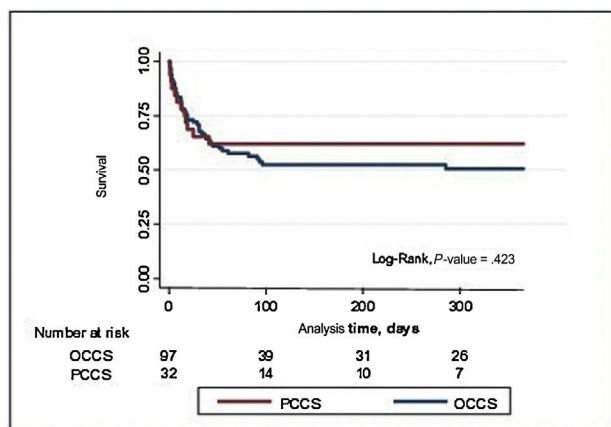 1.00
0.75
0.50
0.25
0.00
Survival
Log-Rank, P-value = .423
0 100 200 300
Analysis time, days
Number at risk
OCCS 97 39 31 26
PCCS 32 14 10 7
PCCS OCCS